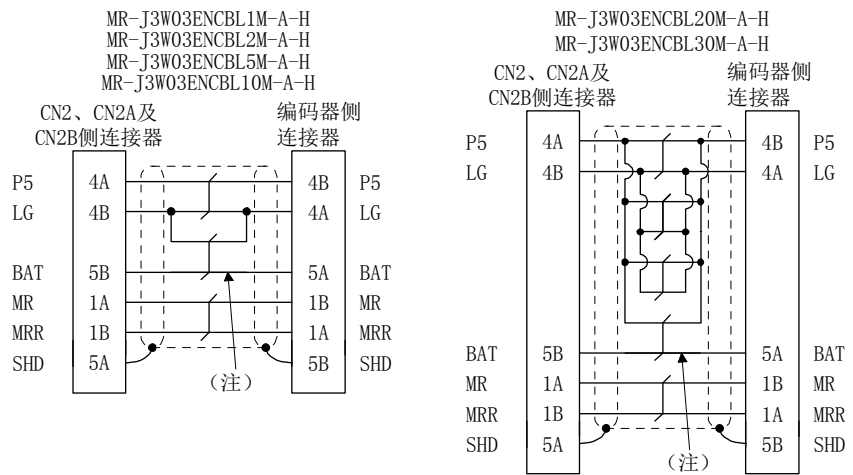 MR-J3W03ENCBL1M-A-H
MR-J3W03ENCBL2M-A-H
MR-J3W03ENCBL5M-A-H
MR-J3W03ENCBL10M-A-H
CN2、CN2A及
CN2B侧连接器
编码器侧
连接器
P5 4A 4B P5
LG 4B 4A LG
BAT 5B 5A BAT
MR 1A 1B MR
MRR 1B 1A MRR
SHD 5A 5B SHD
(注)
MR-J3W03ENCBL20M-A-H
MR-J3W03ENCBL30M-A-H
CN2、CN2A及
CN2B侧连接器
编码器侧
连接器
P5 4A 4B P5
LG 4B 4A LG
BAT 5B 5A BAT
MR 1A 1B MR
MRR 1B 1A MRR
SHD 5A 5B SHD
(注)